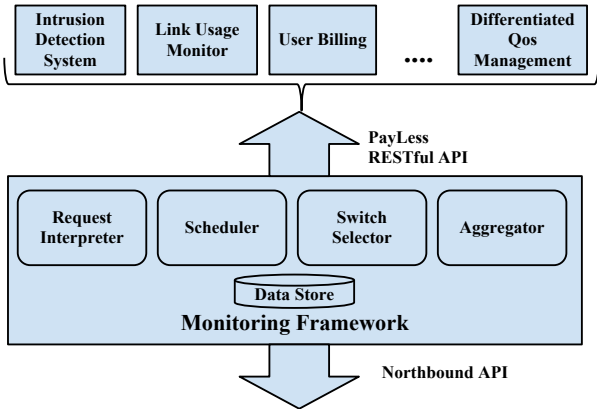 Intrusion
Detection
System
Link Usage
Monitor
User Billing
....
Differentiated
Qos
Management
PayLess
RESTful API
Request
Interpreter
Scheduler
Switch
Selector
Aggregator
Data Store
Monitoring Framework
Northbound API